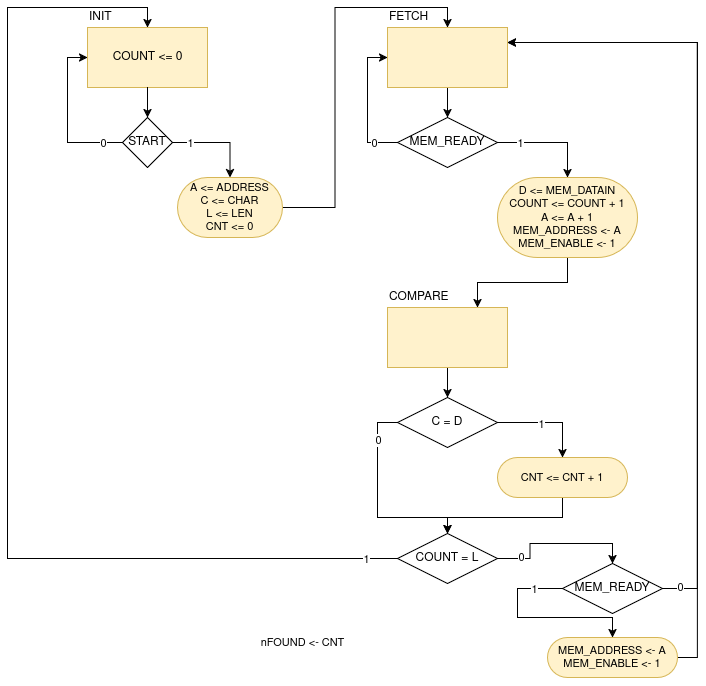 INIT
COUNT <= 0
START
0
1
A <= ADDRESS
C <= CHAR
L <= LEN
CNT <= 0
FETCH
MEM_READY
0
1
D <= MEM_DATAIN
COUNT <= COUNT + 1
A <= A + 1
MEM_ADDRESS <- A
MEM_ENABLE <- 1
COMPARE
C = D
0
1
CNT <= CNT + 1
COUNT = L
1
0
MEM_READY
1
0
MEM_ADDRESS <- A
MEM_ENABLE <- 1
nFOUND <- CNT